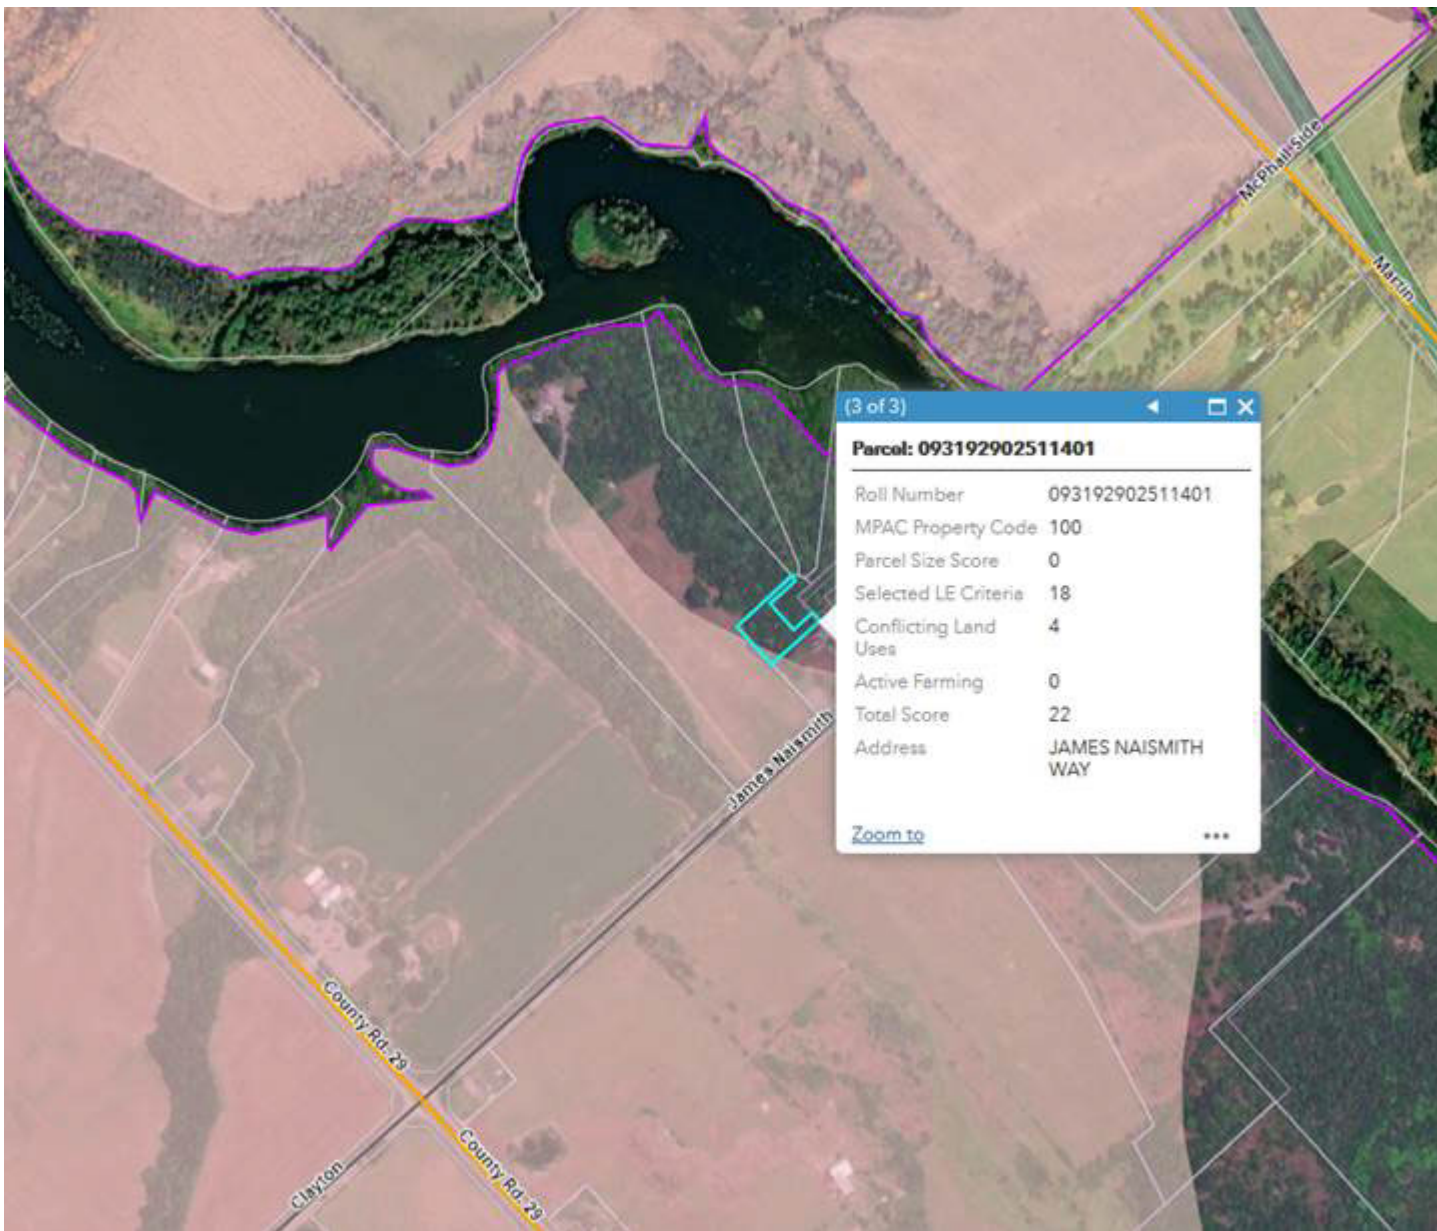 McPhail Side
Martin
(3 of 3)
Parcel: 093192902511401
Roll Number 093192902511401
MPAC Property Code 100
Parcel Size Score 0
Selected LE Criteria 18
Conflicting Land 4
Uses
Active Farming 0
Total Score 22
Address JAMES NAISMITH
WAY
Zoom to
James Naismith
County Rd. 29
County Rd. 29
Clayton